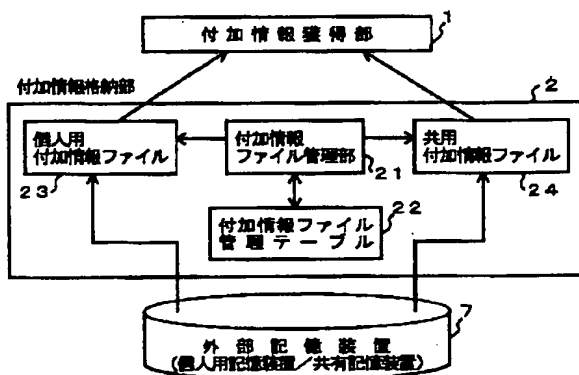 付加情報獲得部
1
付加情報格納部
2
個人用
付加情報ファイル
23
付加情報
ファイル管理部
21
共用
付加情報ファイル
24
22
付加情報ファイル
管理テーブル
外部記憶装置
(個人用記憶装置/共有記憶装置)
7